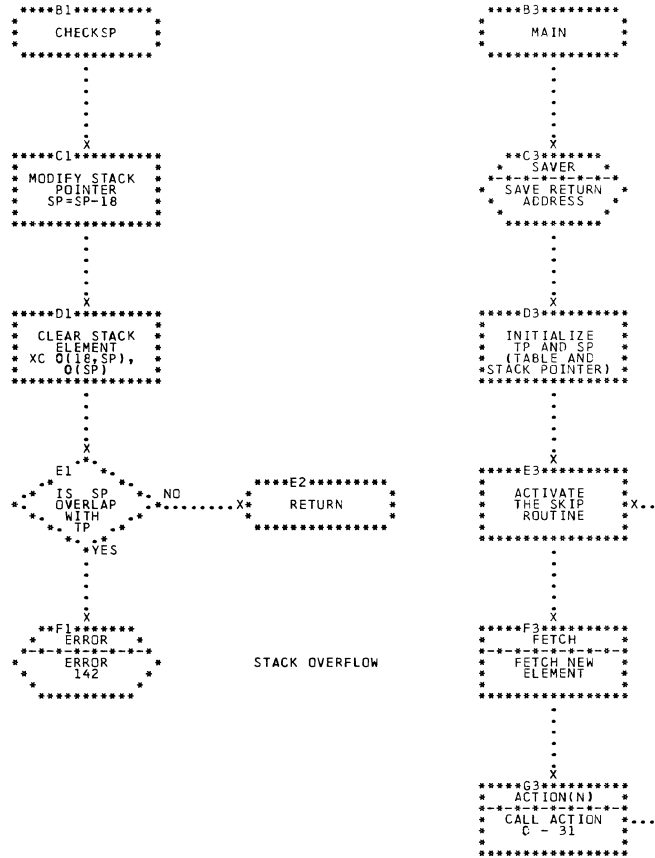 B1
CHECKSP
C1
MODIFY STACK
POINTER
SP=SP-18
D1
CLEAR STACK
ELEMENT
XC 0(18,SP),
0(SP)
E1
IS SP
OVERLAP
WITH
TP
NO
YES
E2
RETURN
F1
ERROR
ERROR
142
STACK OVERFLOW
B3
MAIN
C3
SAVER
SAVE RETURN
ADDRESS
D3
INITIALIZE
TP AND SP
(TABLE AND
STACK POINTER)
E3
ACTIVATE
THE SKIP
ROUTINE
F3
FETCH
FETCH NEW
ELEMENT
G3
ACTION(N)
CALL ACTION
0 - 31